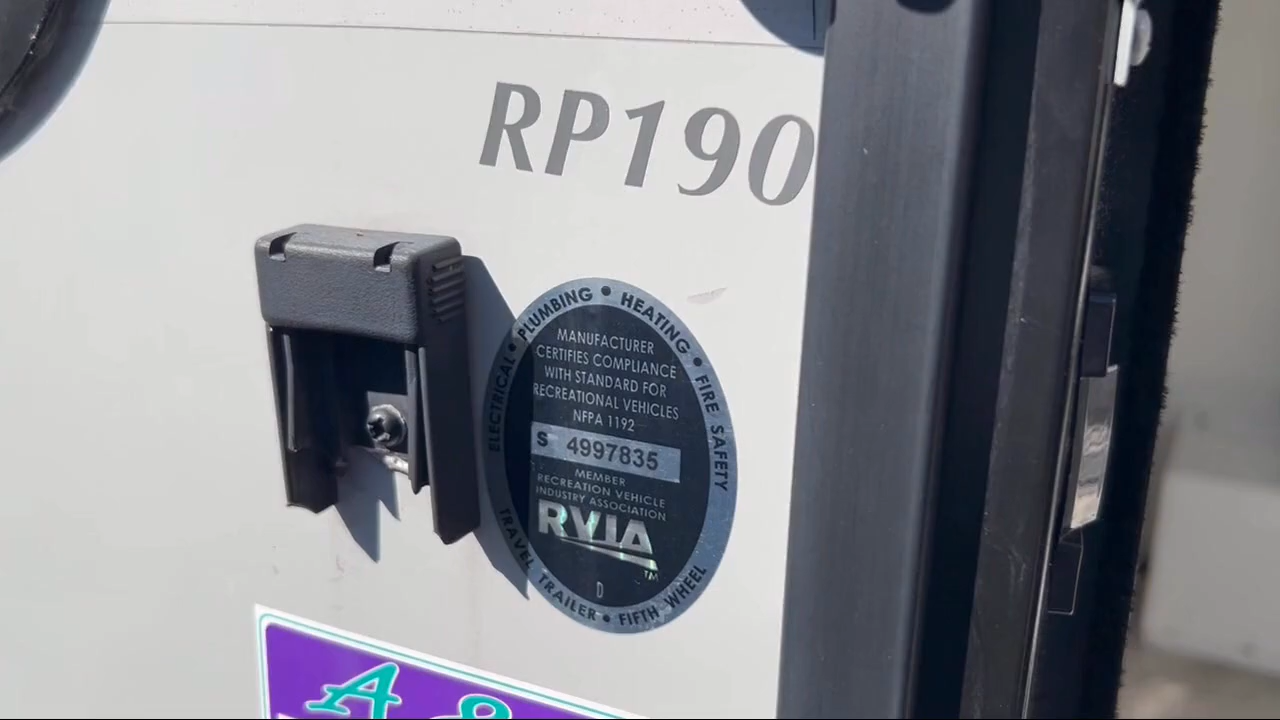 RP190
ELECTRICAL • PLUMBING • HEATING • FIRE SAFETY
MANUFACTURER
CERTIFIES COMPLIANCE
WITH STANDARD FOR
RECREATIONAL VEHICLES
NFPA 1192
S 4997835
MEMBER
RECREATION VEHICLE
INDUSTRY ASSOCIATION
RVIA
TM
D
TRAVEL TRAILER • FIFTH WHEEL
A &